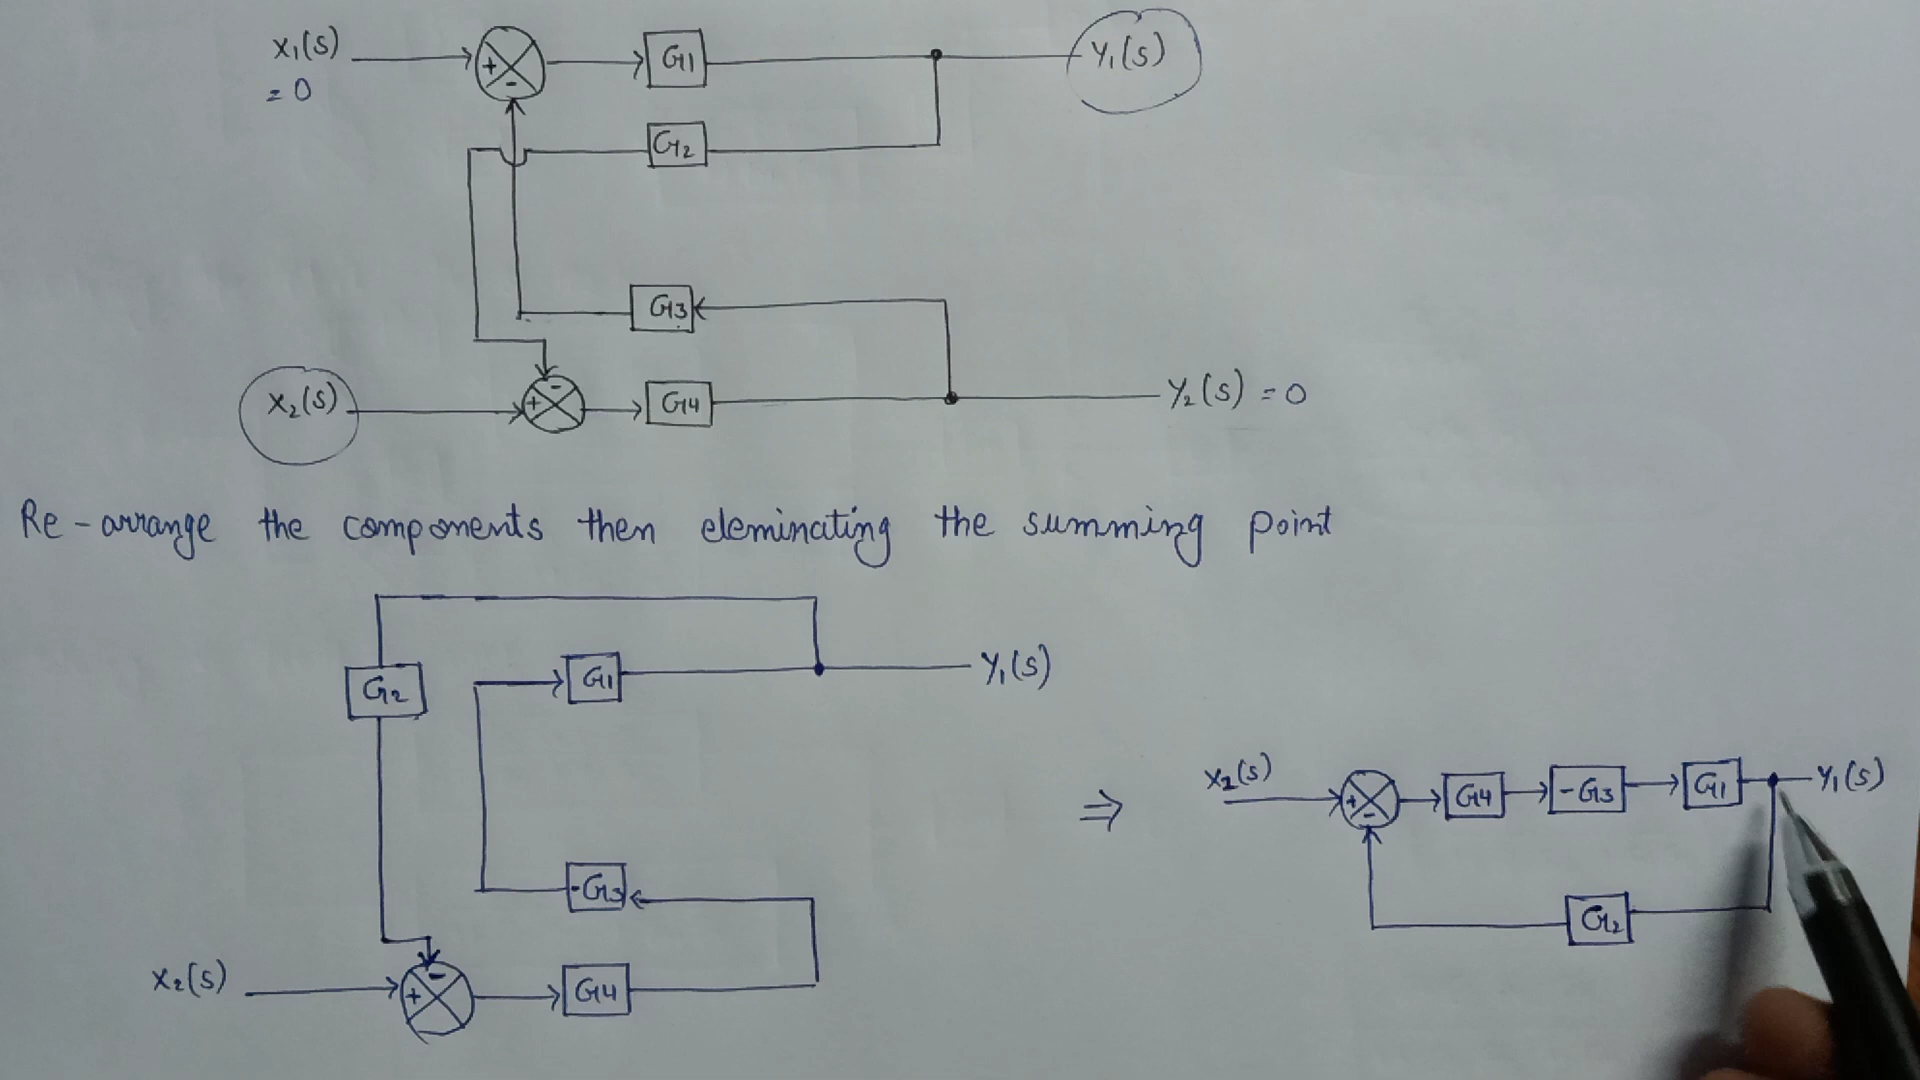 X₁(s)
= 0
+
-
G1
Y₁(s)
G2
G3
X₂(s)
+
-
G4
Y₂(s) = 0
Re-arrange the components then eleminating the summing point
G2
G1
Y₁(s)
-G3
X₂(s)
+
-
G4
⇒
X₂(s)
+
-
G4
-G3
G1
Y₁(s)
G2